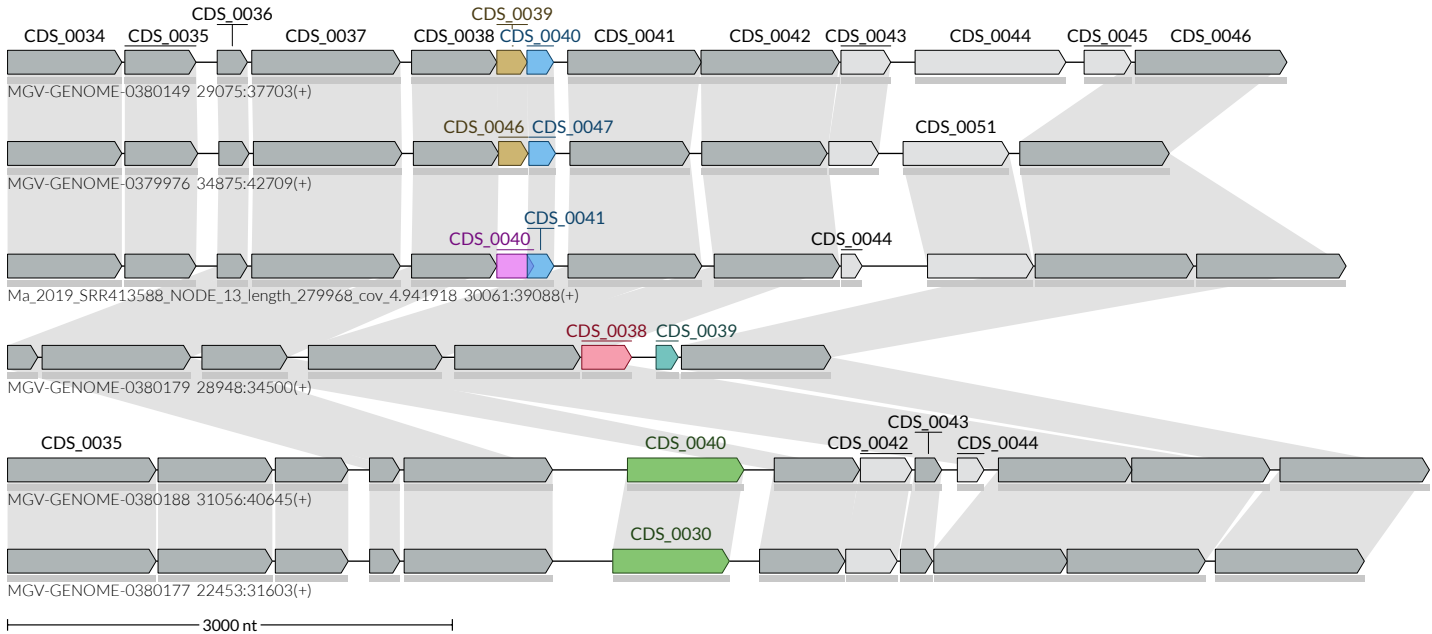 CDS_0036 CDS_0039
CDS_0034 CDS_0035 CDS_0037 CDS_0038 CDS_0040 CDS_0041 CDS_0042 CDS_0043 CDS_0044 CDS_0045 CDS_0046
MGV-GENOME-0380149 29075:37703(+)
CDS_0046 CDS_0047 CDS_0051
MGV-GENOME-0379976 34875:42709(+)
CDS_0041
CDS_0040 CDS_0044
Ma_2019_SRR413588_NODE_13_length_279968_cov_4.941918 30061:39088(+)
CDS_0038 CDS_0039
MGV-GENOME-0380179 28948:34500(+)
CDS_0043
CDS_0035 CDS_0040 CDS_0042 CDS_0044
MGV-GENOME-0380188 31056:40645(+)
CDS_0030
MGV-GENOME-0380177 22453:31603(+)
3000 nt